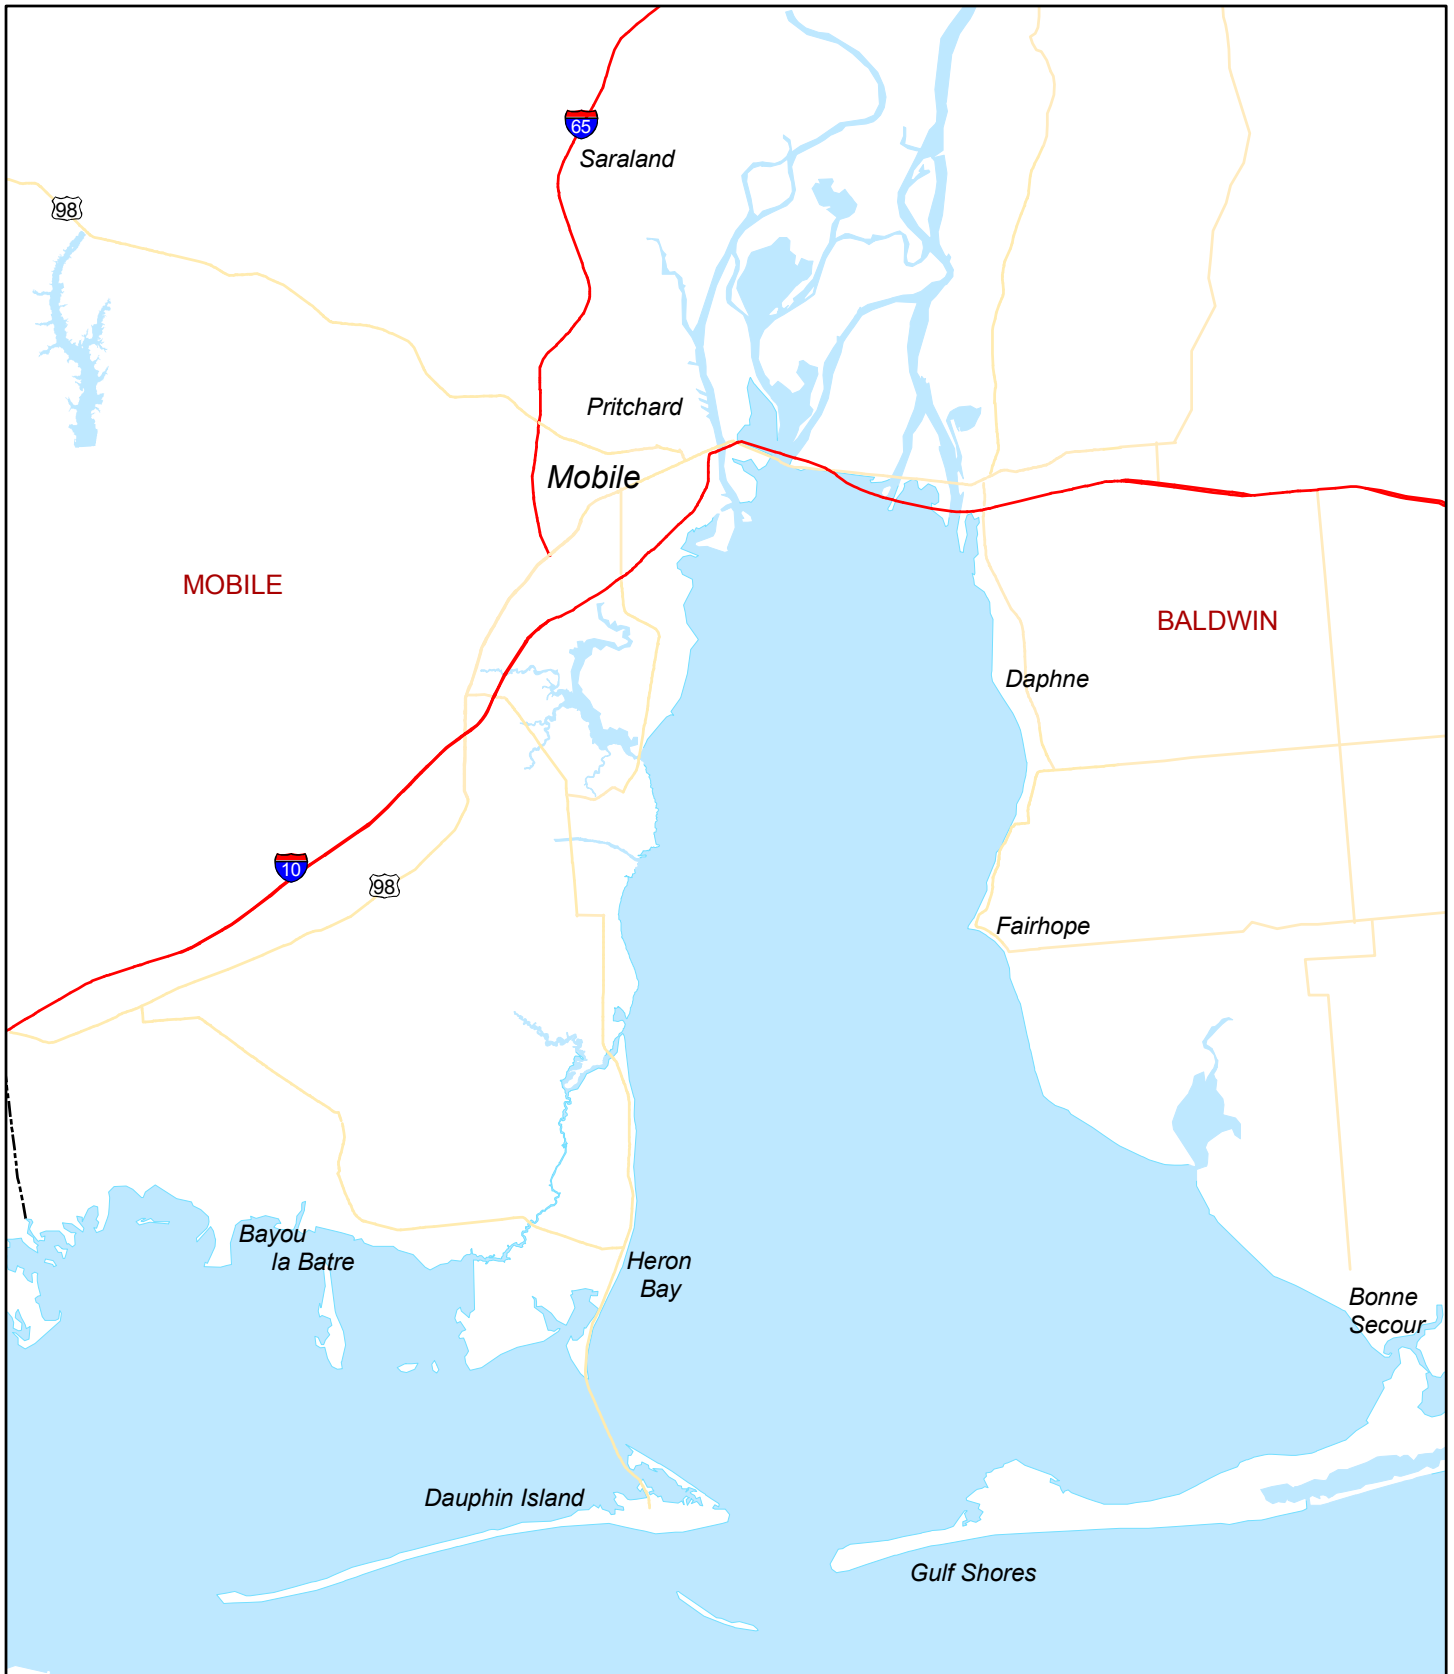 65
Saraland
98
Pritchard
Mobile
MOBILE
BALDWIN
Daphne
10
98
Fairhope
Bayou
la Batre
Heron
Bay
Bonne
Secour
Dauphin Island
Gulf Shores